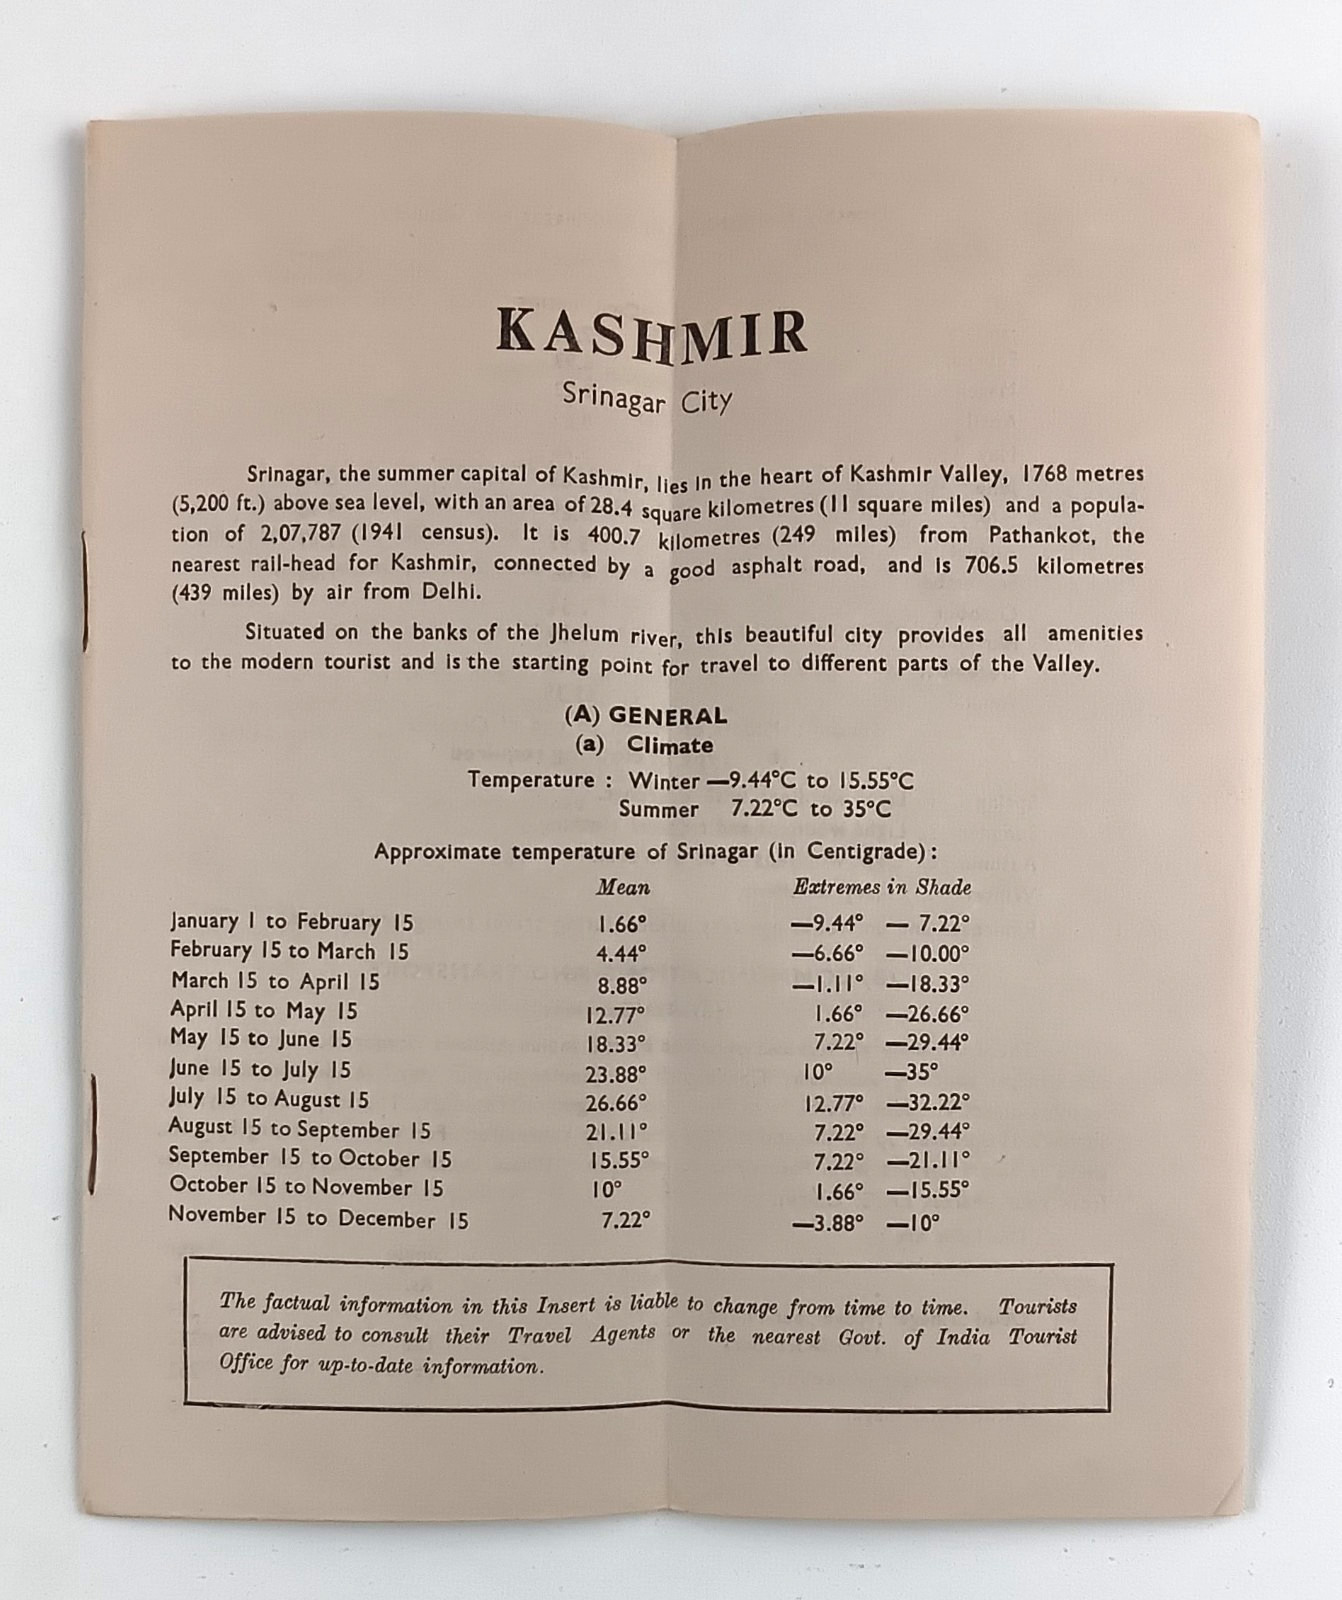 KASHMIR
Srinagar City
Srinagar, the summer capital of Kashmir, lies in the heart of Kashmir Valley, 1768 metres
(5,200 ft.) above sea level, with an area of 28.4 square kilometres (11 square miles) and a popula-
tion of 2,07,787 (1941 census). It is 400.7 kilometres (249 miles) from Pathankot, the
nearest rail-head for Kashmir, connected by a good asphalt road, and is 706.5 kilometres
(439 miles) by air from Delhi.
Situated on the banks of the Jhelum river, this beautiful city provides all amenities
to the modern tourist and is the starting point for travel to different parts of the Valley.
(A) GENERAL
(a) Climate
Temperature : Winter —9.44°C to 15.55°C
Summer 7.22°C to 35°C
Approximate temperature of Srinagar (in Centigrade) :
Mean Extremes in Shade
January 1 to February 15 1.66° —9.44° — 7.22°
February 15 to March 15 4.44° —6.66° —10.00°
March 15 to April 15 8.88° —1.11° —18.33°
April 15 to May 15 12.77° 1.66° —26.66°
May 15 to June 15 18.33° 7.22° —29.44°
June 15 to July 15 23.88° 10° —35°
July 15 to August 15 26.66° 12.77° —32.22°
August 15 to September 15 21.11° 7.22° —29.44°
September 15 to October 15 15.55° 7.22° —21.11°
October 15 to November 15 10° 1.66° —15.55°
November 15 to December 15 7.22° —3.88° —10°
The factual information in this Insert is liable to change from time to time. Tourists
are advised to consult their Travel Agents or the nearest Govt. of India Tourist
Office for up-to-date information.